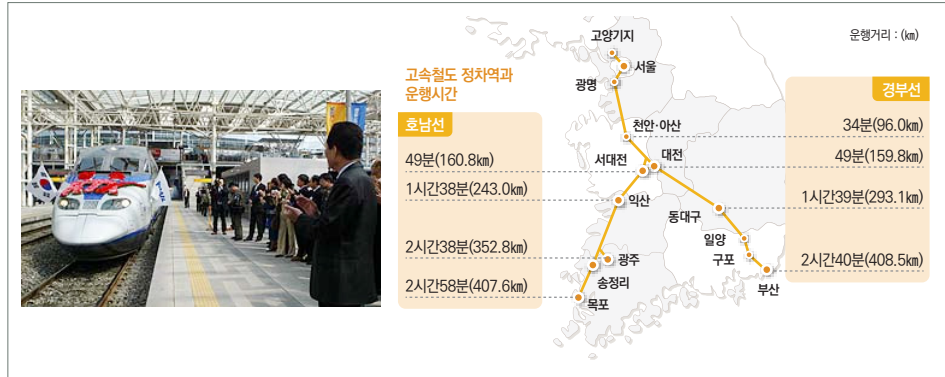 고속철도 정차역과
운행시간
호남선
49분(160.8km)
1시간38분(243.0km)
2시간38분(352.8km)
2시간58분(407.6km)
고양기지
서울
광명
천안·아산
서대전
대전
익산
동대구
일양
구포
광주
송정리
부산
목포
운행거리 : (km)
경부선
34분(96.0km)
49분(159.8km)
1시간39분(293.1km)
2시간40분(408.5km)